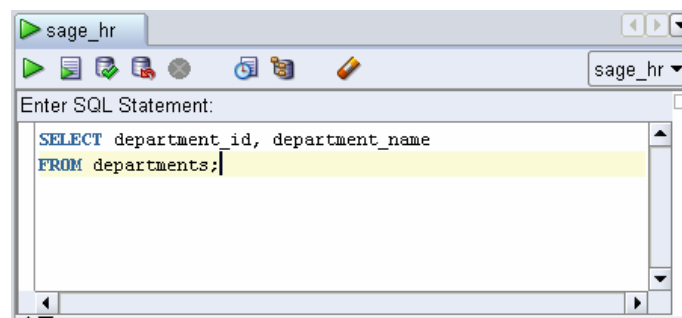 sage_hr
sage_hr
Enter SQL Statement:
SELECT department_id, department_name
FROM departments;